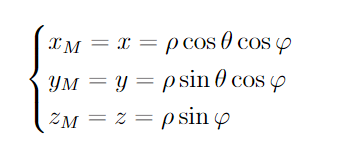 x_M = x = ρ cos θ cos φ
y_M = y = ρ sin θ cos φ
z_M = z = ρ sin φ